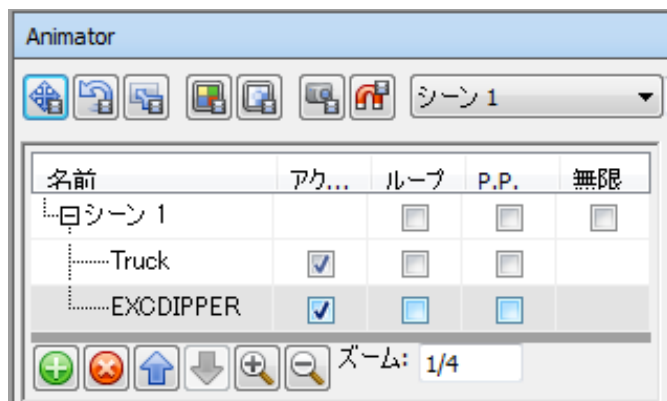 Animator
シーン 1
名前 アク... ループ P.P. 無限
シーン 1
Truck
EXCDIPPER
ズーム: 1/4